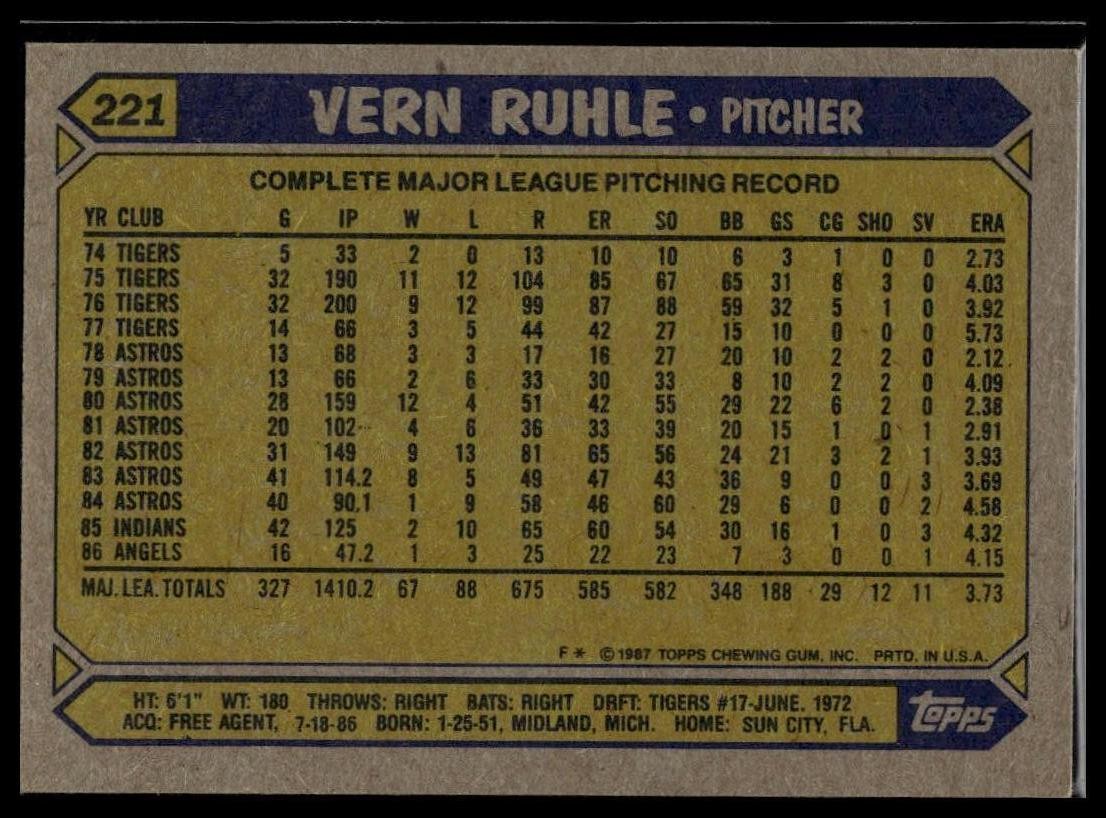 221 VERN RUHLE • PITCHER
COMPLETE MAJOR LEAGUE PITCHING RECORD
YR CLUB G IP W L R ER SO BB GS CG SHO SV ERA
74 TIGERS 5 33 2 0 13 10 10 6 3 1 0 0 2.73
75 TIGERS 32 190 11 12 104 85 67 65 31 8 3 0 4.03
76 TIGERS 32 200 9 12 99 87 88 59 32 5 1 0 3.92
77 TIGERS 14 66 3 5 44 42 27 15 10 0 0 0 5.73
78 ASTROS 13 68 3 3 17 16 27 20 10 2 2 0 2.12
79 ASTROS 13 66 2 6 33 30 33 8 10 2 2 0 4.09
80 ASTROS 28 159 12 4 51 42 55 29 22 6 2 0 2.38
81 ASTROS 20 102 4 6 36 33 39 20 15 1 0 1 2.91
82 ASTROS 31 149 9 13 81 65 56 24 21 3 2 1 3.93
83 ASTROS 41 114.2 8 5 49 47 43 36 9 0 0 3 3.69
84 ASTROS 40 90.1 1 9 58 46 60 29 6 0 0 2 4.58
85 INDIANS 42 125 2 10 65 60 54 30 16 1 0 3 4.32
86 ANGELS 16 47.2 1 3 25 22 23 7 3 0 0 1 4.15
MAJ. LEA. TOTALS 327 1410.2 67 88 675 585 582 348 188 29 12 11 3.73
F * © 1987 TOPPS CHEWING GUM, INC. PRTD. IN U.S.A.
HT: 6'1" WT: 180 THROWS: RIGHT BATS: RIGHT DRFT: TIGERS #17-JUNE, 1972
ACQ: FREE AGENT, 7-18-86 BORN: 1-25-51, MIDLAND, MICH. HOME: SUN CITY, FLA.
topps